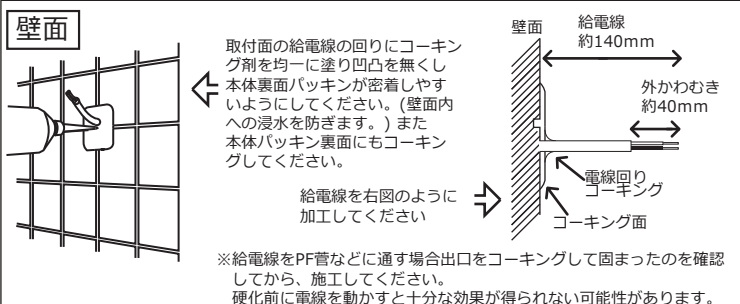 壁面
取付面の給電線の回りにコーキン
グ剤を均一に塗り凹凸を無くし
本体裏面パッキンが密着しやす
いようにしてください。(壁面内
への浸水を防ぎます。) また
本体パッキン裏面にもコーキン
グしてください。
給電線を右図のように
加工してください
壁面
給電線
約140mm
外かわむき
約40mm
電線回り
コーキング
コーキング面
※給電線をPF菅などに通す場合出口をコーキングして固まったのを確認
してから、施工してください。
硬化前に電線を動かすと十分な効果が得られない可能性があります。